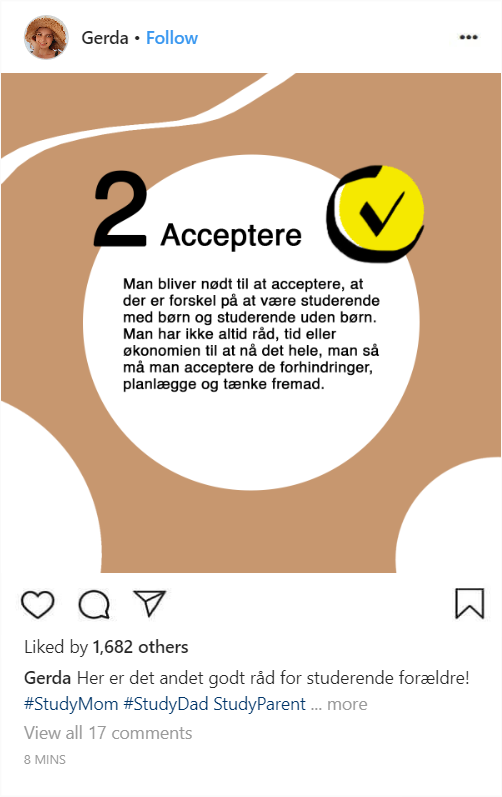 Gerda • Follow
2 Acceptere
Man bliver nødt til at acceptere, at
der er forskel på at være studerende
med børn og studerende uden børn.
Man har ikke altid råd, tid eller
økonomien til at nå det hele, man så
må man acceptere de forhindringer,
planlægge og tænke fremad.
Liked by 1,682 others
Gerda Her er det andet godt råd for studerende forældre!
#StudyMom #StudyDad StudyParent ... more
View all 17 comments
8 MINS